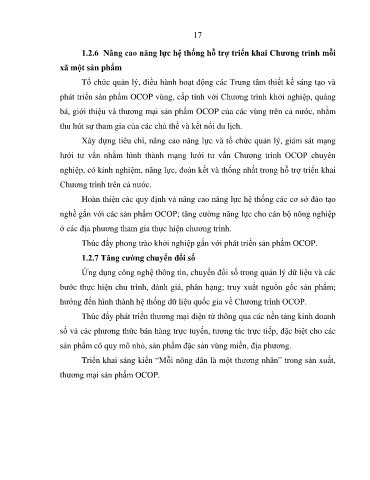 17
1.2.6 Nâng cao năng lực hệ thống hỗ trợ triển khai Chương trình mỗi
xã một sản phẩm
Tổ chức quản lý, điều hành hoạt động các Trung tâm thiết kế sáng tạo và
phát triển sản phẩm OCOP vùng, cấp tỉnh với Chương trình khởi nghiệp, quảng
bá, giới thiệu và thương mại sản phẩm OCOP của các vùng trên cả nước, nhằm
thu hút sự tham gia của các chủ thể và kết nối du lịch.
Xây dựng tiêu chí, nâng cao năng lực và tổ chức quản lý, giám sát mạng
lưới tư vấn nhằm hình thành mạng lưới tư vấn Chương trình OCOP chuyên
nghiệp, có kinh nghiệm, năng lực, đoàn kết và thống nhất trong hỗ trợ triển khai
Chương trình trên cả nước.
Hoàn thiện các quy định và nâng cao năng lực hệ thống các cơ sở đào tạo
nghề gắn với các sản phẩm OCOP; tăng cường năng lực cho cán bộ nông nghiệp
ở các địa phương tham gia thực hiện chương trình.
Thúc đẩy phong trào khởi nghiệp gắn với phát triển sản phẩm OCOP.
1.2.7 Tăng cường chuyển đổi số
Ứng dụng công nghệ thông tin, chuyển đổi số trong quản lý dữ liệu và các
bước thực hiện chu trình, đánh giá, phân hạng; truy xuất nguồn gốc sản phẩm;
hướng đến hình thành hệ thống dữ liệu quốc gia về Chương trình OCOP.
Thúc đẩy phát triển thương mại điện tử thông qua các nền tảng kinh doanh
số và các phương thức bán hàng trực tuyến, tương tác trực tiếp, đặc biệt cho các
sản phẩm có quy mô nhỏ, sản phẩm đặc sản vùng miền, địa phương.
Triển khai sáng kiến “Mỗi nông dân là một thương nhân” trong sản xuất,
thương mại sản phẩm OCOP.